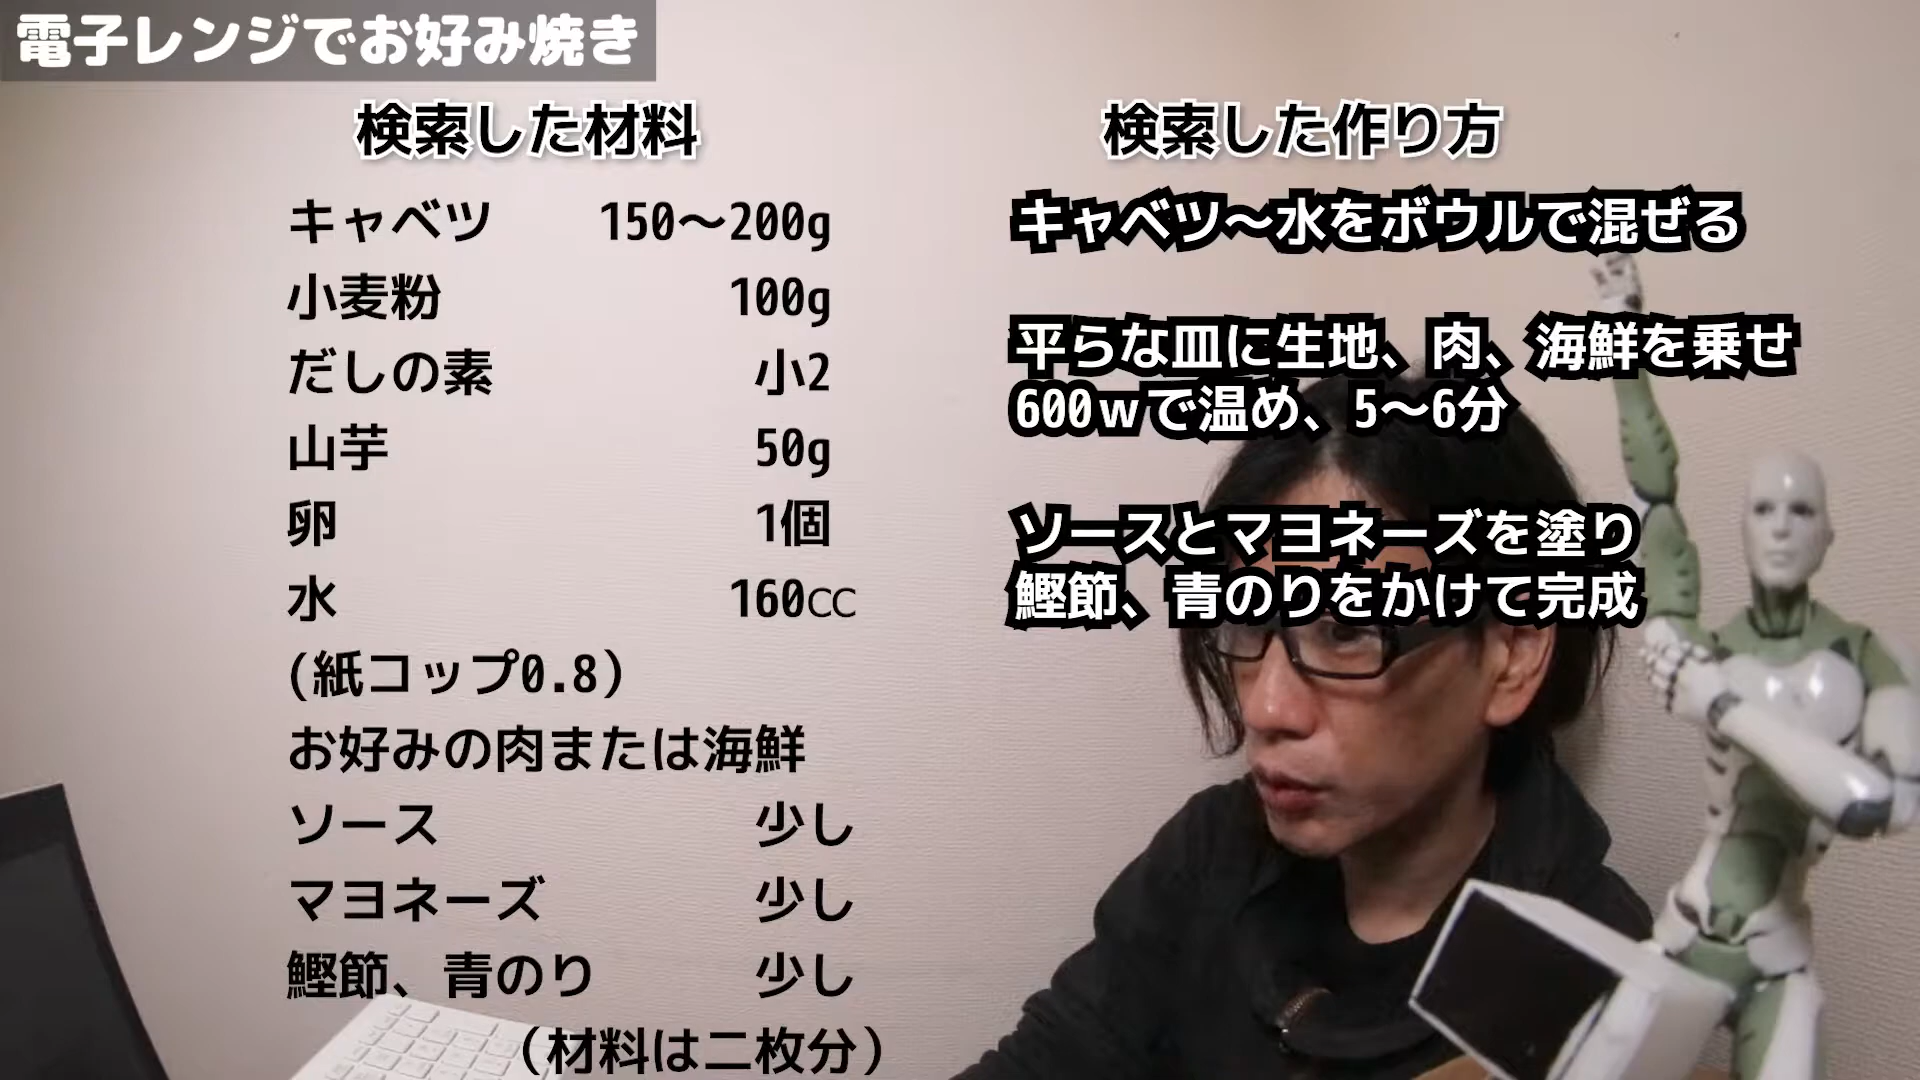 電子レンジでお好み焼き
検索した材料
キャベツ 150〜200g
小麦粉 100g
だしの素 小2
山芋 50g
卵 1個
水 160cc
(紙コップ0.8)
お好みの肉または海鮮
ソース 少し
マヨネーズ 少し
鰹節、青のり 少し
(材料は二枚分)
検索した作り方
キャベツ〜水をボウルで混ぜる
平らな皿に生地、肉、海鮮を乗せ
600wで温め、5〜6分
ソースとマヨネーズを塗り
鰹節、青のりをかけて完成